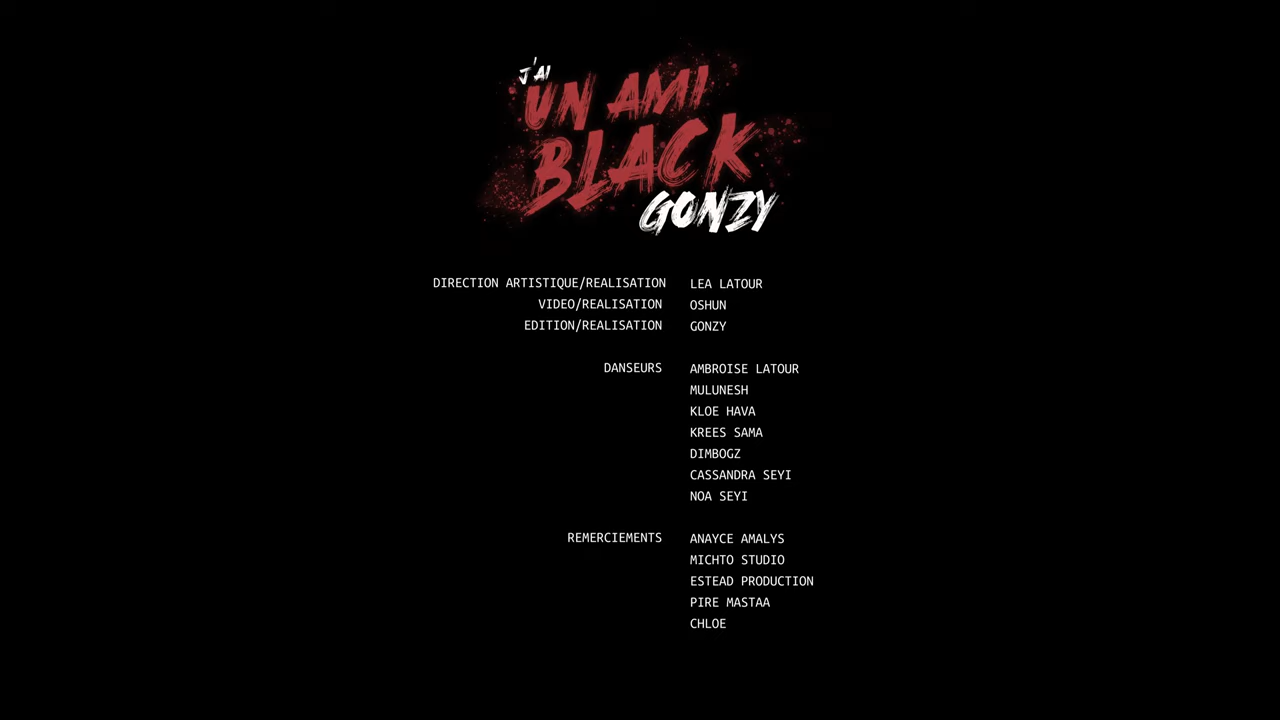 J'AI
UN AMI
BLACK
GONZY
DIRECTION ARTISTIQUE/REALISATION LEA LATOUR
VIDEO/REALISATION OSHUN
EDITION/REALISATION GONZY
DANSEURS AMBROISE LATOUR
MULUNESH
KLOE HAVA
KREES SAMA
DIMBOGZ
CASSANDRA SEYI
NOA SEYI
REMERCIEMENTS ANAYCE AMALYS
MICHTO STUDIO
ESTEAD PRODUCTION
PIRE MASTAA
CHLOE